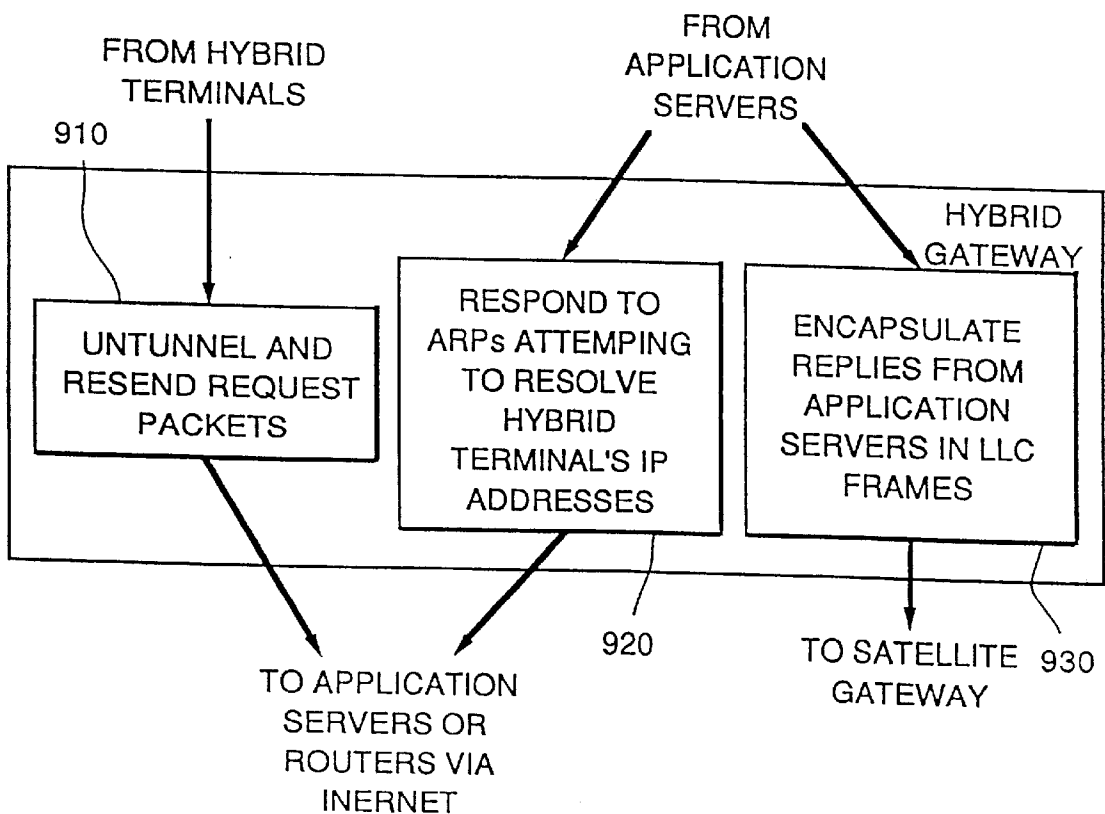 FROM HYBRID
TERMINALS
FROM
APPLICATION
SERVERS
910
HYBRID
GATEWAY
UNTUNNEL AND
RESEND REQUEST
PACKETS
RESPOND TO
ARPs ATTEMPING
TO RESOLVE
HYBRID
TERMINAL'S IP
ADDRESSES
ENCAPSULATE
REPLIES FROM
APPLICATION
SERVERS IN LLC
FRAMES
920
930
TO APPLICATION
SERVERS OR
ROUTERS VIA
INERNET
TO SATELLITE
GATEWAY